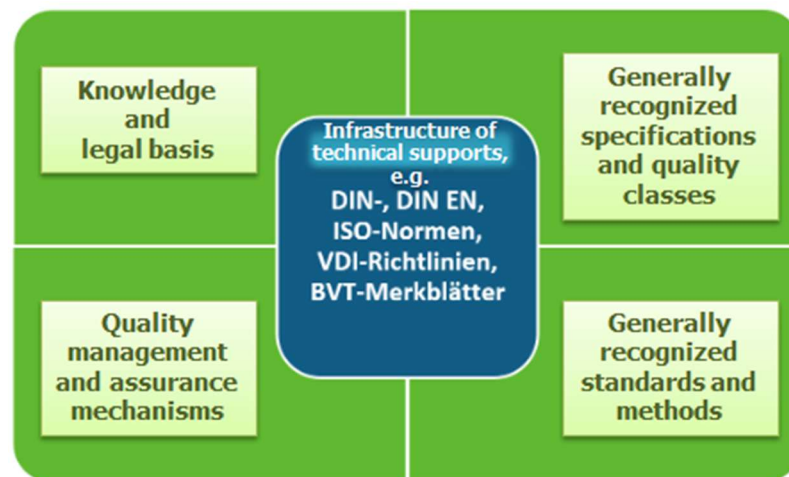 Knowledge
and
legal basis
Generally
recognized
specifications
and quality
classes
Infrastructure of
technical supports,
e.g.
DIN-, DIN EN,
ISO-Normen,
VDI-Richtlinien,
BVT-Merkblätter
Quality
management
and assurance
mechanisms
Generally
recognized
standards and
methods